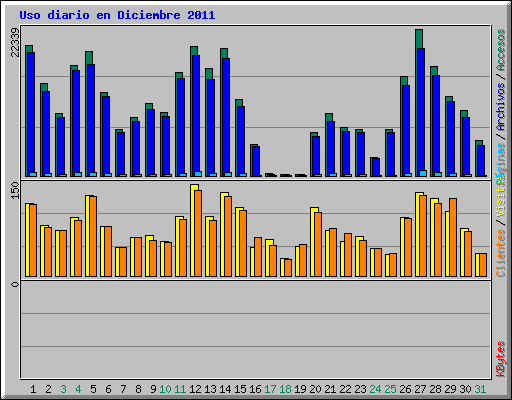 Uso diario en Diciembre 2011
22339
150
0
Accesos
/ Archivos /
Páginas
Visitas
Clientes /
KBytes
1 2 3 4 5 6 7 8 9 10 11 12 13 14 15 16 17 18 19 20 21 22 23 24 25 26 27 28 29 30 31